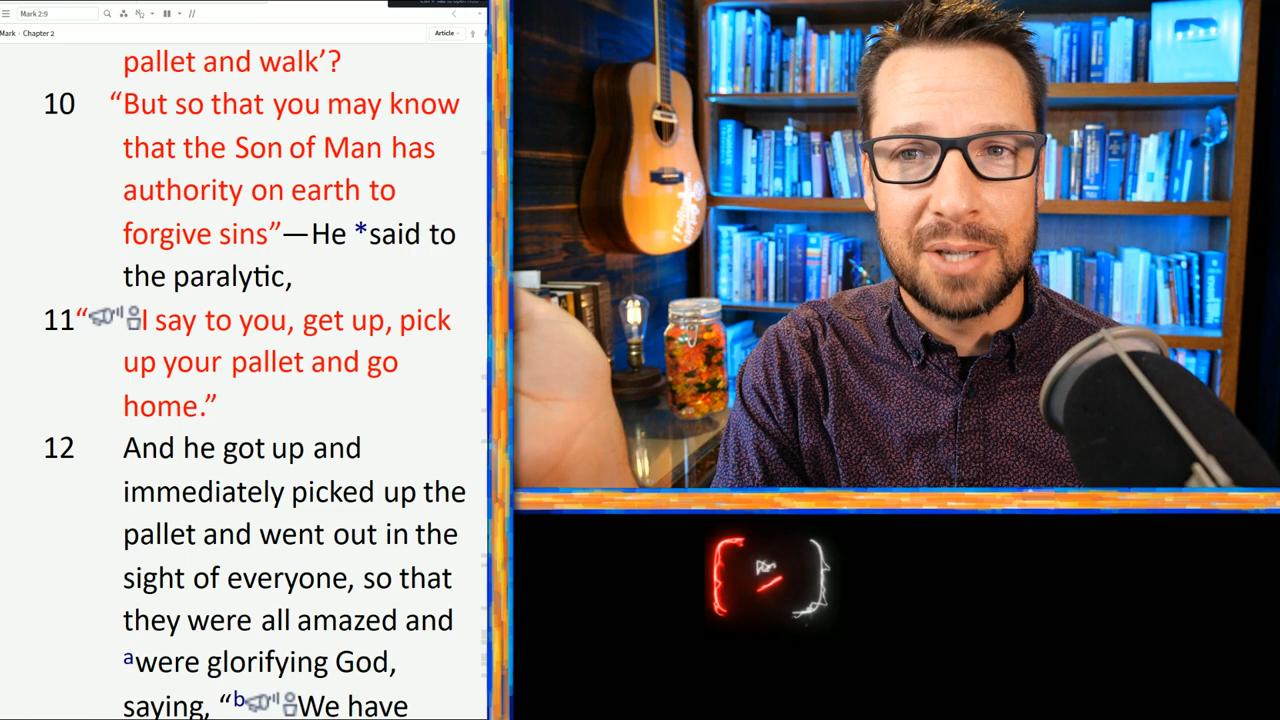 Mark 2:9
Mark › Chapter 2
Article
pallet and walk’?
10 “But so that you may know
that the Son of Man has
authority on earth to
forgive sins”—He *said to
the paralytic,
11 “I say to you, get up, pick
up your pallet and go
home.”
12 And he got up and
immediately picked up the
pallet and went out in the
sight of everyone, so that
they were all amazed and
ᵃwere glorifying God,
saying, “ᵇWe have